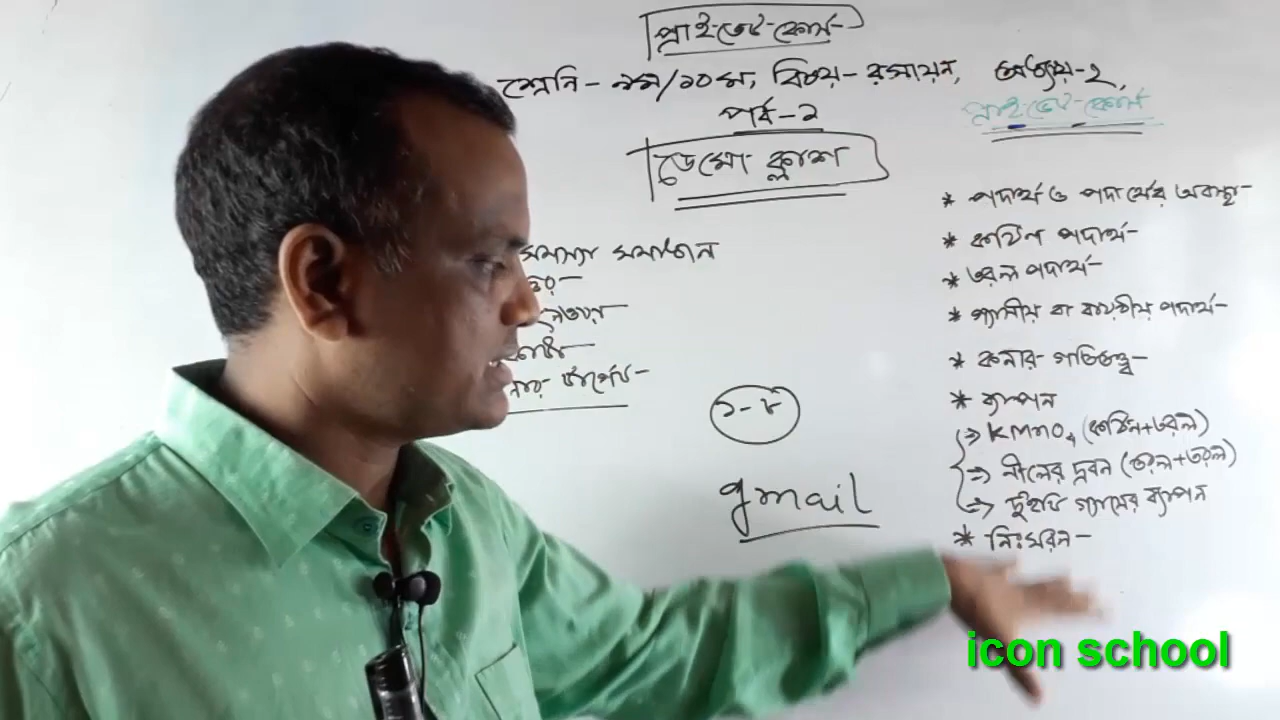 প্রাইভেট কোর্স-
শ্রেনি- ৯ম/১০ম, বিষয়- রসায়ন, অধ্যায়-২,
পর্ব-১
প্রাইভেট কোর্স
ডেমো ক্লাশ
সমস্যা সমাধান
১-৮
gmail
* পদার্থ ও পদার্থের অবস্থা-
* কঠিন পদার্থ-
* তরল পদার্থ-
* গ্যাসীয় বা বায়বীয় পদার্থ-
* কনার গতিতত্ত্ব-
* ব্যাপন
→ KMnO4 (কঠিন+তরল)
→ নীলের দ্রবন (তরল+তরল)
→ দুইটি গ্যাসের ব্যাপন
* নিঃসরন-
icon school